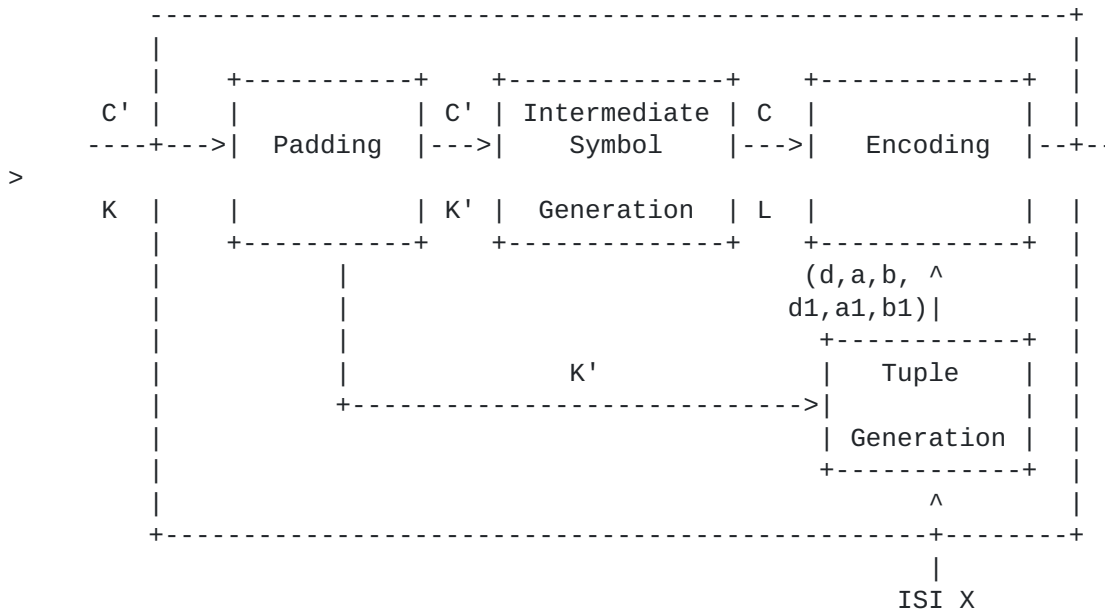 -----------------------------------------------------------+
|                                                           |
|    +-----------+    +--------------+    +-------------+  |
C' |    |           | C' | Intermediate | C  |             |  |
----+--->|  Padding  |--->|    Symbol    |--->|   Encoding  |--+--
>
K  |    |           | K' |  Generation  | L  |             |  |
|    +-----------+    +--------------+    +-------------+  |
|           |                             (d,a,b, ^        |
|           |                            d1,a1,b1)|        |
|           |                              +------------+  |
|           |              K'               |   Tuple    |  |
|           +----------------------------->|            |  |
|                                          | Generation |  |
|                                          +------------+  |
|                                                 ^        |
+-------------------------------------------------+--------+
|
ISI X